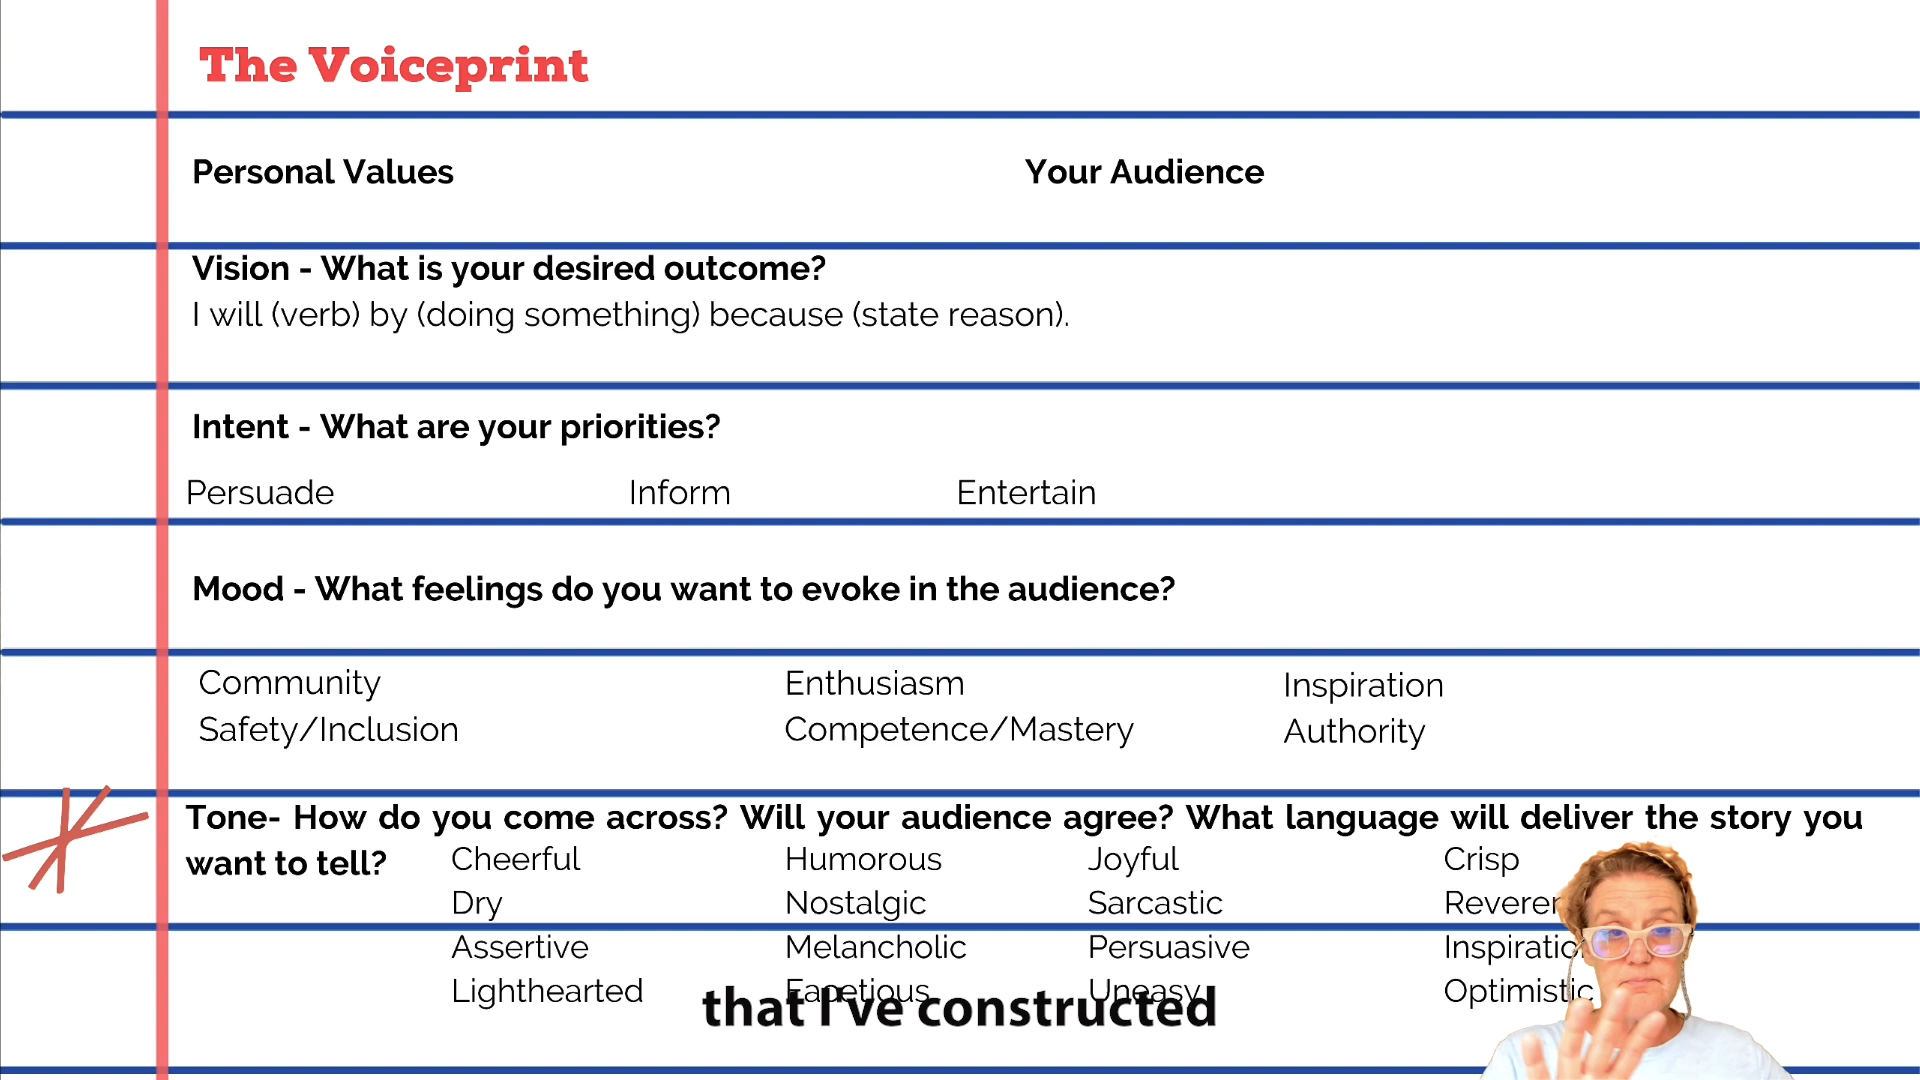 The Voiceprint
Personal Values Your Audience
Vision - What is your desired outcome?
I will (verb) by (doing something) because (state reason).
Intent - What are your priorities?
Persuade Inform Entertain
Mood - What feelings do you want to evoke in the audience?
Community Enthusiasm Inspiration
Safety/Inclusion Competence/Mastery Authority
Tone- How do you come across? Will your audience agree? What language will deliver the story you
want to tell? Cheerful Humorous Joyful Crisp
Dry Nostalgic Sarcastic
Assertive Melancholic Persuasive
Lighthearted Facetious Uneasy Optimistic
that I've constructed